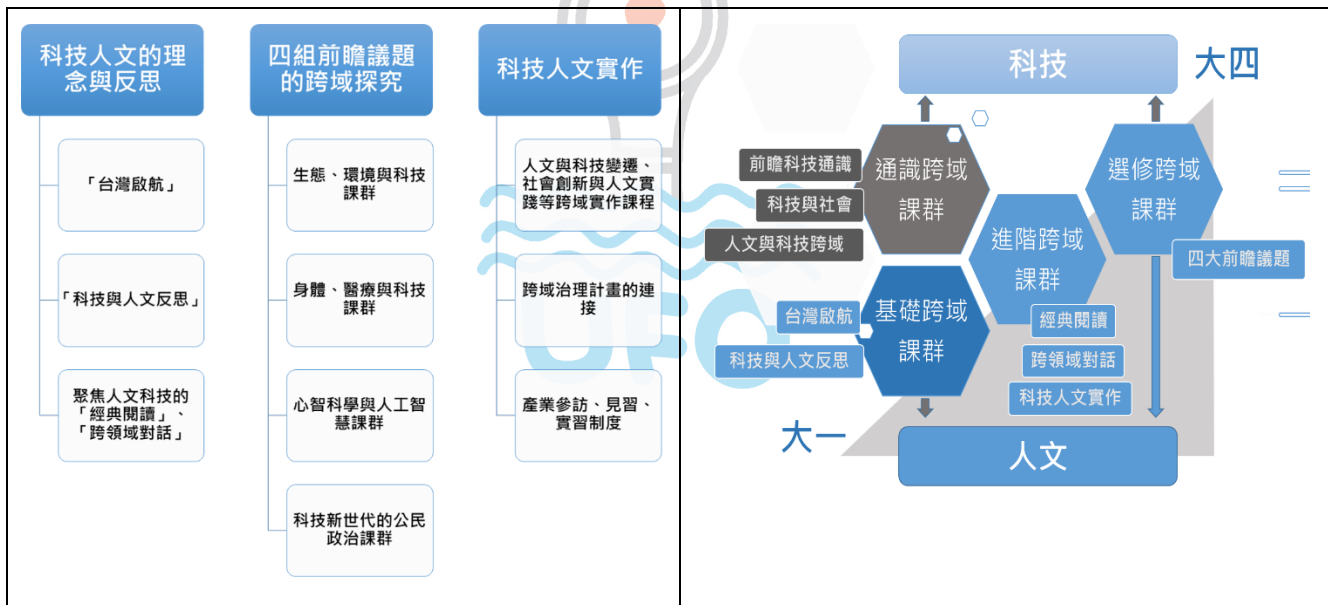 科技人文的理
念與反思
「台灣啟航」
「科技與人文反思」
聚焦人文科技的
「經典閱讀」、
「跨領域對話」
四組前瞻議題
的跨域探究
生態、環境與科技
課群
身體、醫療與科技
課群
心智科學與人工智
慧課群
科技新世代的公民
政治課群
科技人文實作
人文與科技變遷、
社會創新與人文實
踐等跨域實作課程
跨域治理計畫的連
接
產業參訪、見習、
實習制度
UFO
科技
大四
前瞻科技通識
科技與社會
人文與科技跨域
通識跨域
課群
選修跨域
課群
進階跨域
課群
四大前瞻議題
基礎跨域
課群
台灣啟航
科技與人文反思
經典閱讀
跨領域對話
科技人文實作
大一
人文